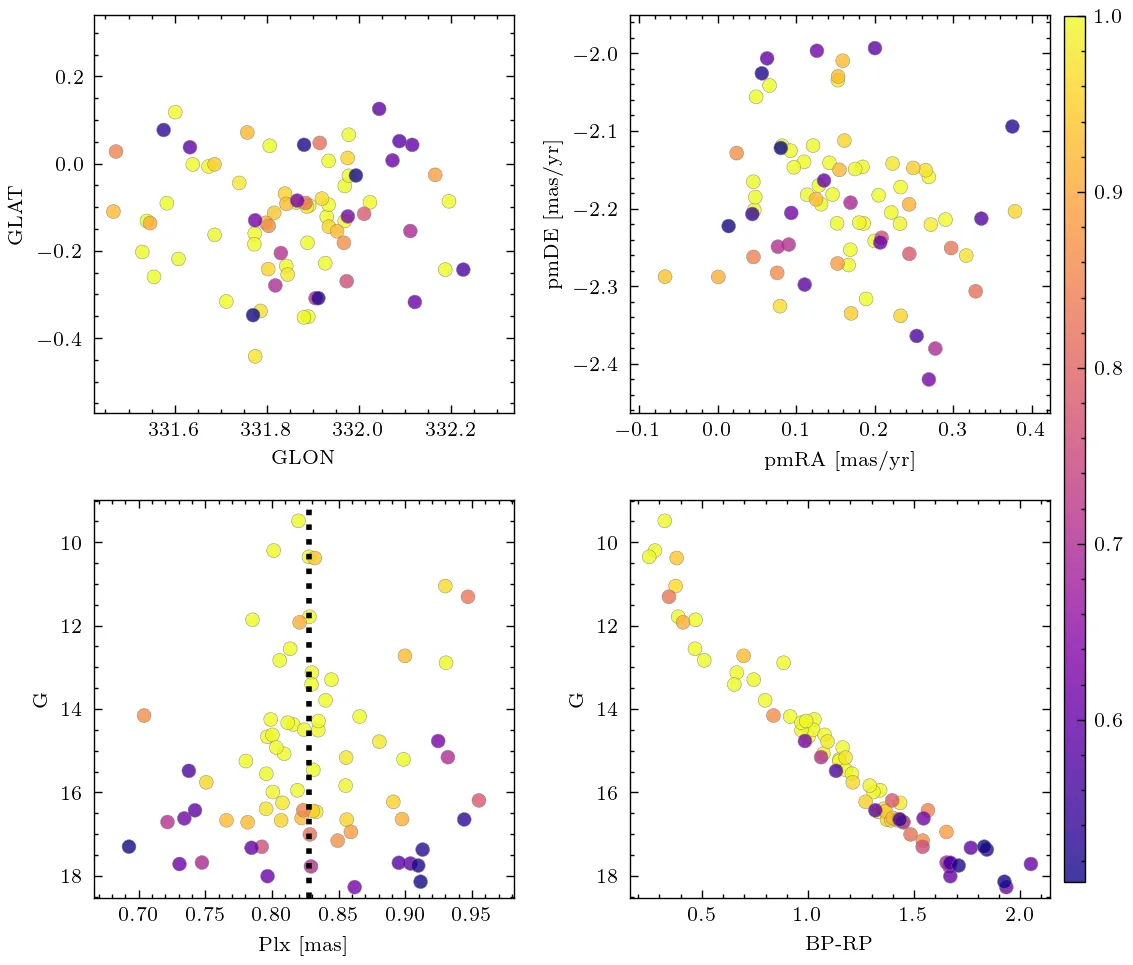 0.2
0.0
−0.2
−0.4
GLAT
331.6 331.8 332.0 332.2
GLON
−2.0
−2.1
−2.2
−2.3
−2.4
pmDE [mas/yr]
−0.1 0.0 0.1 0.2 0.3 0.4
pmRA [mas/yr]
1.0
0.9
0.8
0.7
0.6
10
12
14
16
18
G
0.70 0.75 0.80 0.85 0.90 0.95
Plx [mas]
10
12
14
16
18
G
0.5 1.0 1.5 2.0
BP-RP